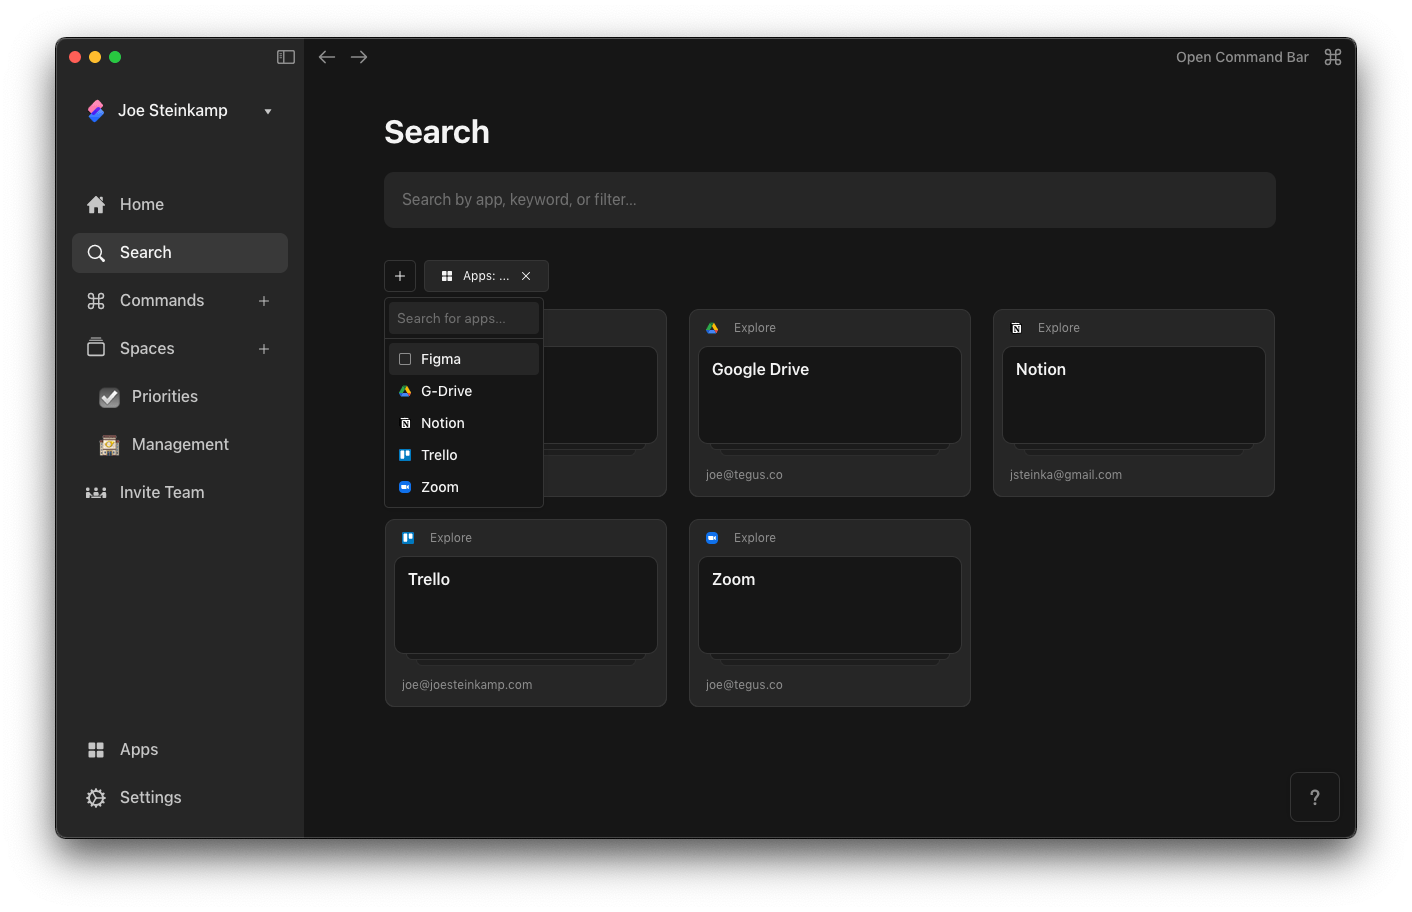 Open Command Bar
Joe Steinkamp
Search
Search by app, keyword, or filter...
Home
Search
Commands
Spaces
Priorities
Management
Invite Team
Apps
Settings
Apps: ...
Search for apps...
Figma
G-Drive
Notion
Trello
Zoom
Explore
Google Drive
joe@tegus.co
Explore
Notion
jsteinka@gmail.com
Explore
Trello
joe@joesteinkamp.com
Explore
Zoom
joe@tegus.co
?